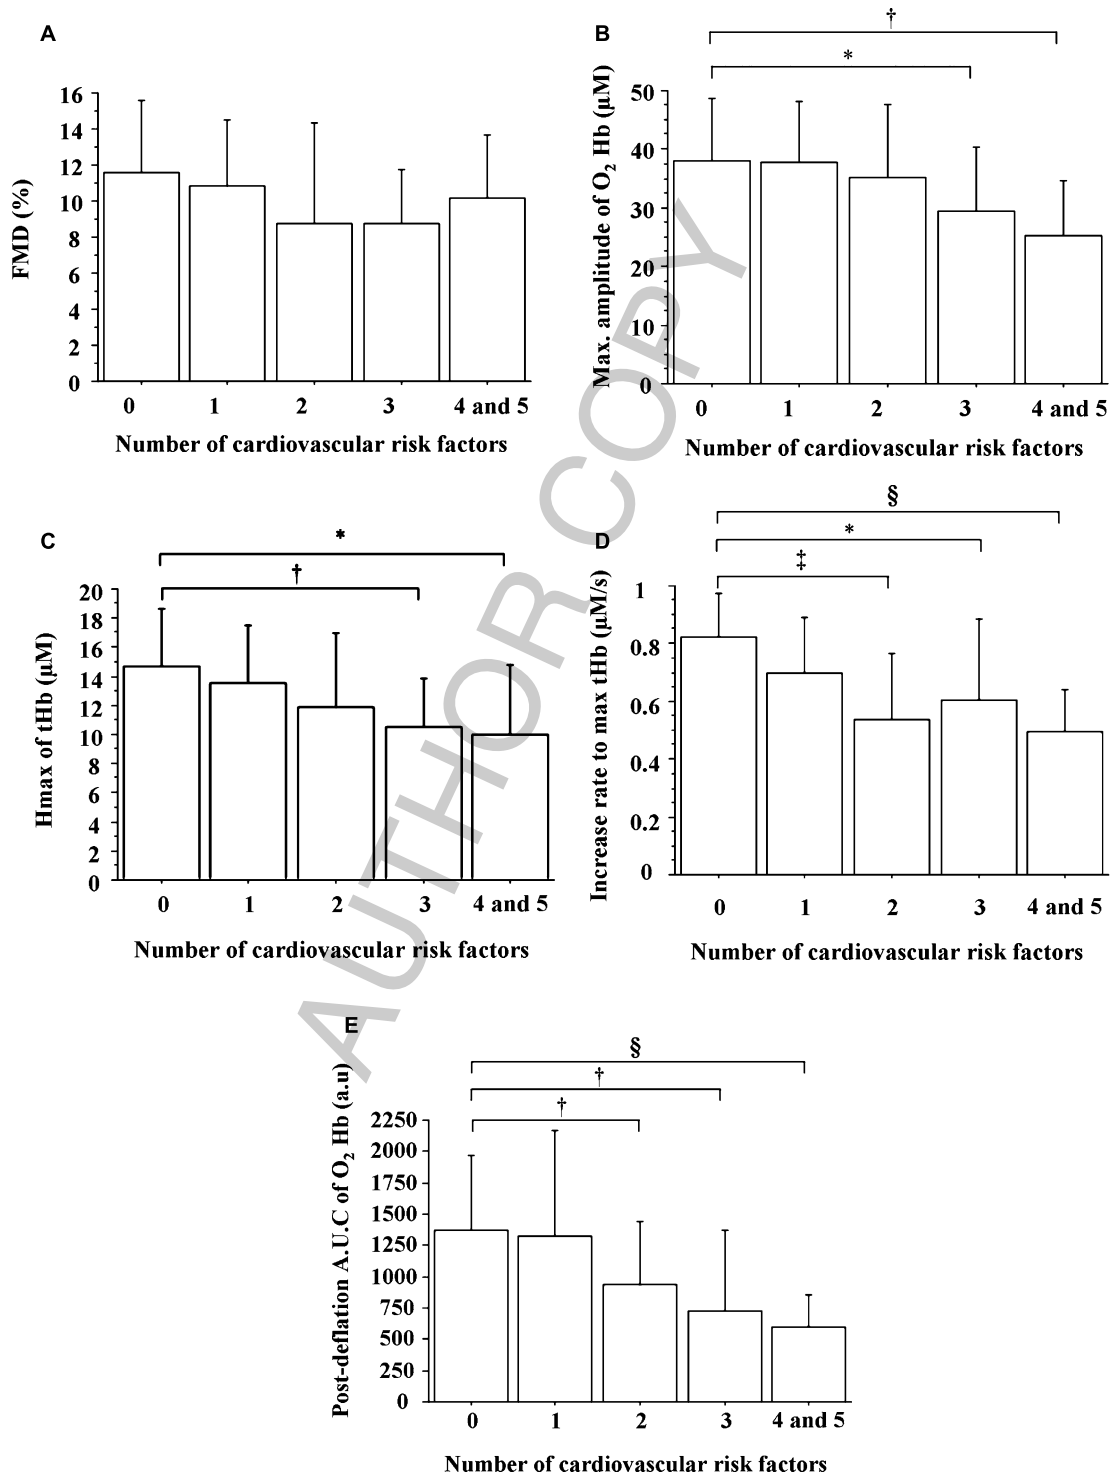 A
FMD (%)
16
14
12
10
8
6
4
2
0
0 1 2 3 4 and 5
Number of cardiovascular risk factors
B
†
*
Max. amplitude of O2 Hb (µM)
50
40
30
20
10
0
0 1 2 3 4 and 5
Number of cardiovascular risk factors
C
*
†
Hmax of tHb (µM)
20
18
16
14
12
10
8
6
4
2
0
0 1 2 3 4 and 5
Number of cardiovascular risk factors
D
§
*
‡
Increase rate to max tHb (µM/s)
1
0.8
0.6
0.4
0.2
0
0 1 2 3 4 and 5
Number of cardiovascular risk factors
E
§
†
†
Post-deflation A.U.C of O2 Hb (a.u)
2250
2000
1750
1500
1250
1000
750
500
250
0
0 1 2 3 4 and 5
Number of cardiovascular risk factors
AUTHOR COPY